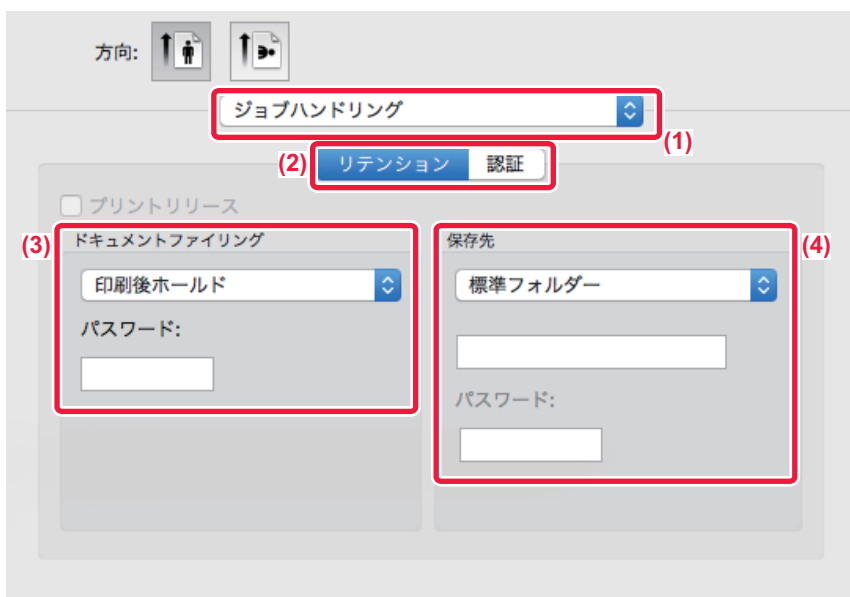 方向:
ジョブハンドリング
(1)
(2)
リテンション 認証
プリントリリース
(3)
ドキュメントファイリング
印刷後ホールド
パスワード:
保存先
(4)
標準フォルダー
パスワード: